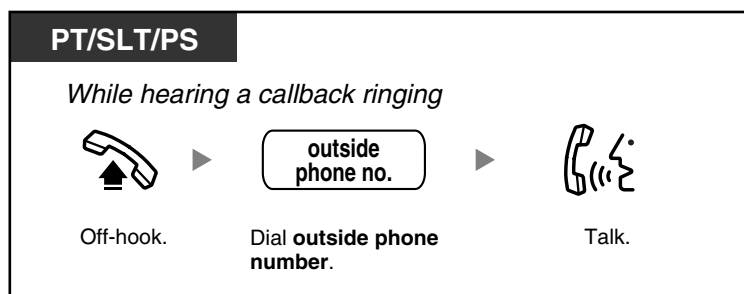 PT/SLT/PS
While hearing a callback ringing
outside
phone no.
Off-hook.
Dial outside phone
number.
Talk.